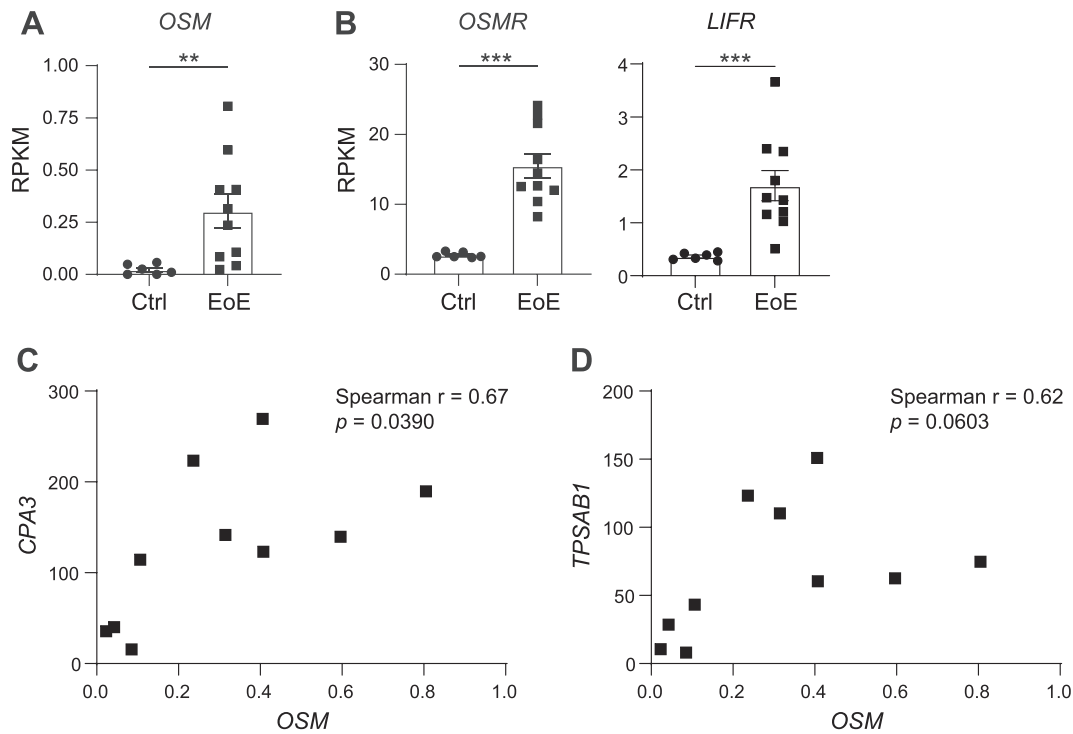 A
OSM
**
RPKM
1.00
0.75
0.50
0.25
0.00
Ctrl
EoE
B
OSMR
***
RPKM
30
20
10
0
Ctrl
EoE
LIFR
***
4
3
2
1
0
Ctrl
EoE
C
Spearman r = 0.67
p = 0.0390
CPA3
300
200
100
0
0.0 0.2 0.4 0.6 0.8 1.0
OSM
D
Spearman r = 0.62
p = 0.0603
TPSAB1
200
150
100
50
0
0.0 0.2 0.4 0.6 0.8 1.0
OSM